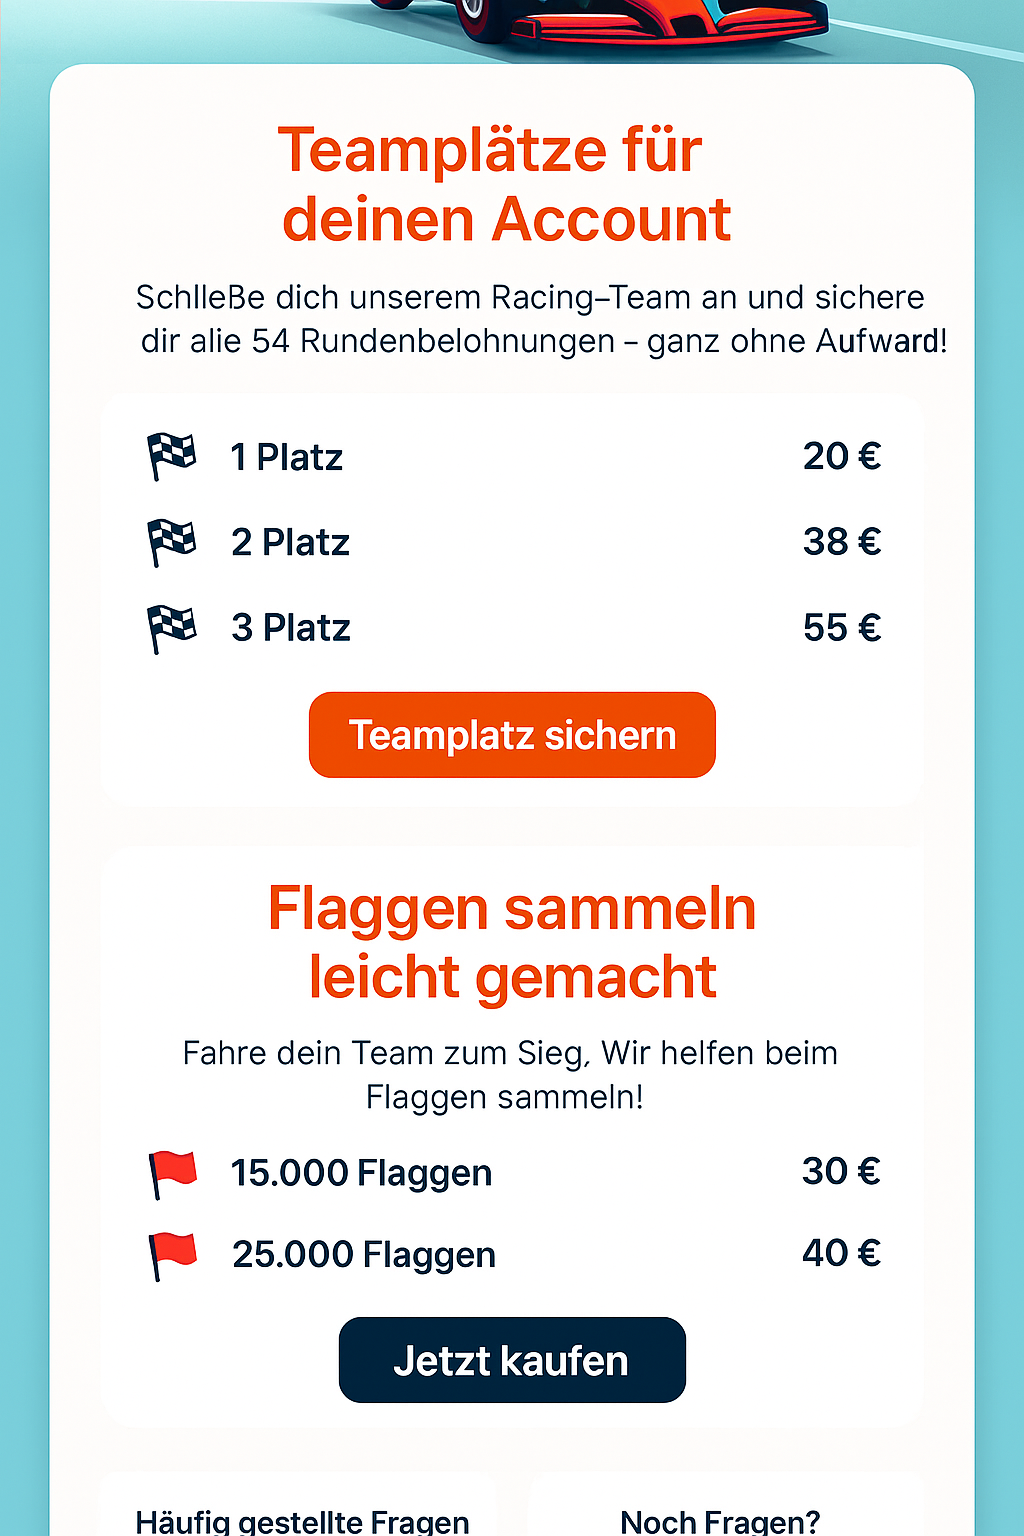 Teamplätze für
deinen Account
SchlleBe dich unserem Racing–Team an und sichere
dir alie 54 Rundenbelohnungen – ganz ohne Aufward!
1 Platz 20 €
2 Platz 38 €
3 Platz 55 €
Teamplatz sichern
Flaggen sammeln
leicht gemacht
Fahre dein Team zum Sieg, Wir helfen beim
Flaggen sammeln!
15.000 Flaggen 30 €
25.000 Flaggen 40 €
Jetzt kaufen
Häufig gestellte Fragen Noch Fragen?